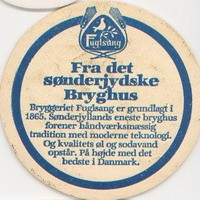 Fuglsang
Fra det
sønderjydske
Bryghus
Bryggeriet Fuglsang er grundlagt I
1865. Sønderjyllands eneste bryghus
forener håndværksmæssig
tradition med moderne teknologi.
Og kvalitets øl og sodavand
opstår. På højde med det
bedste i Danmark.